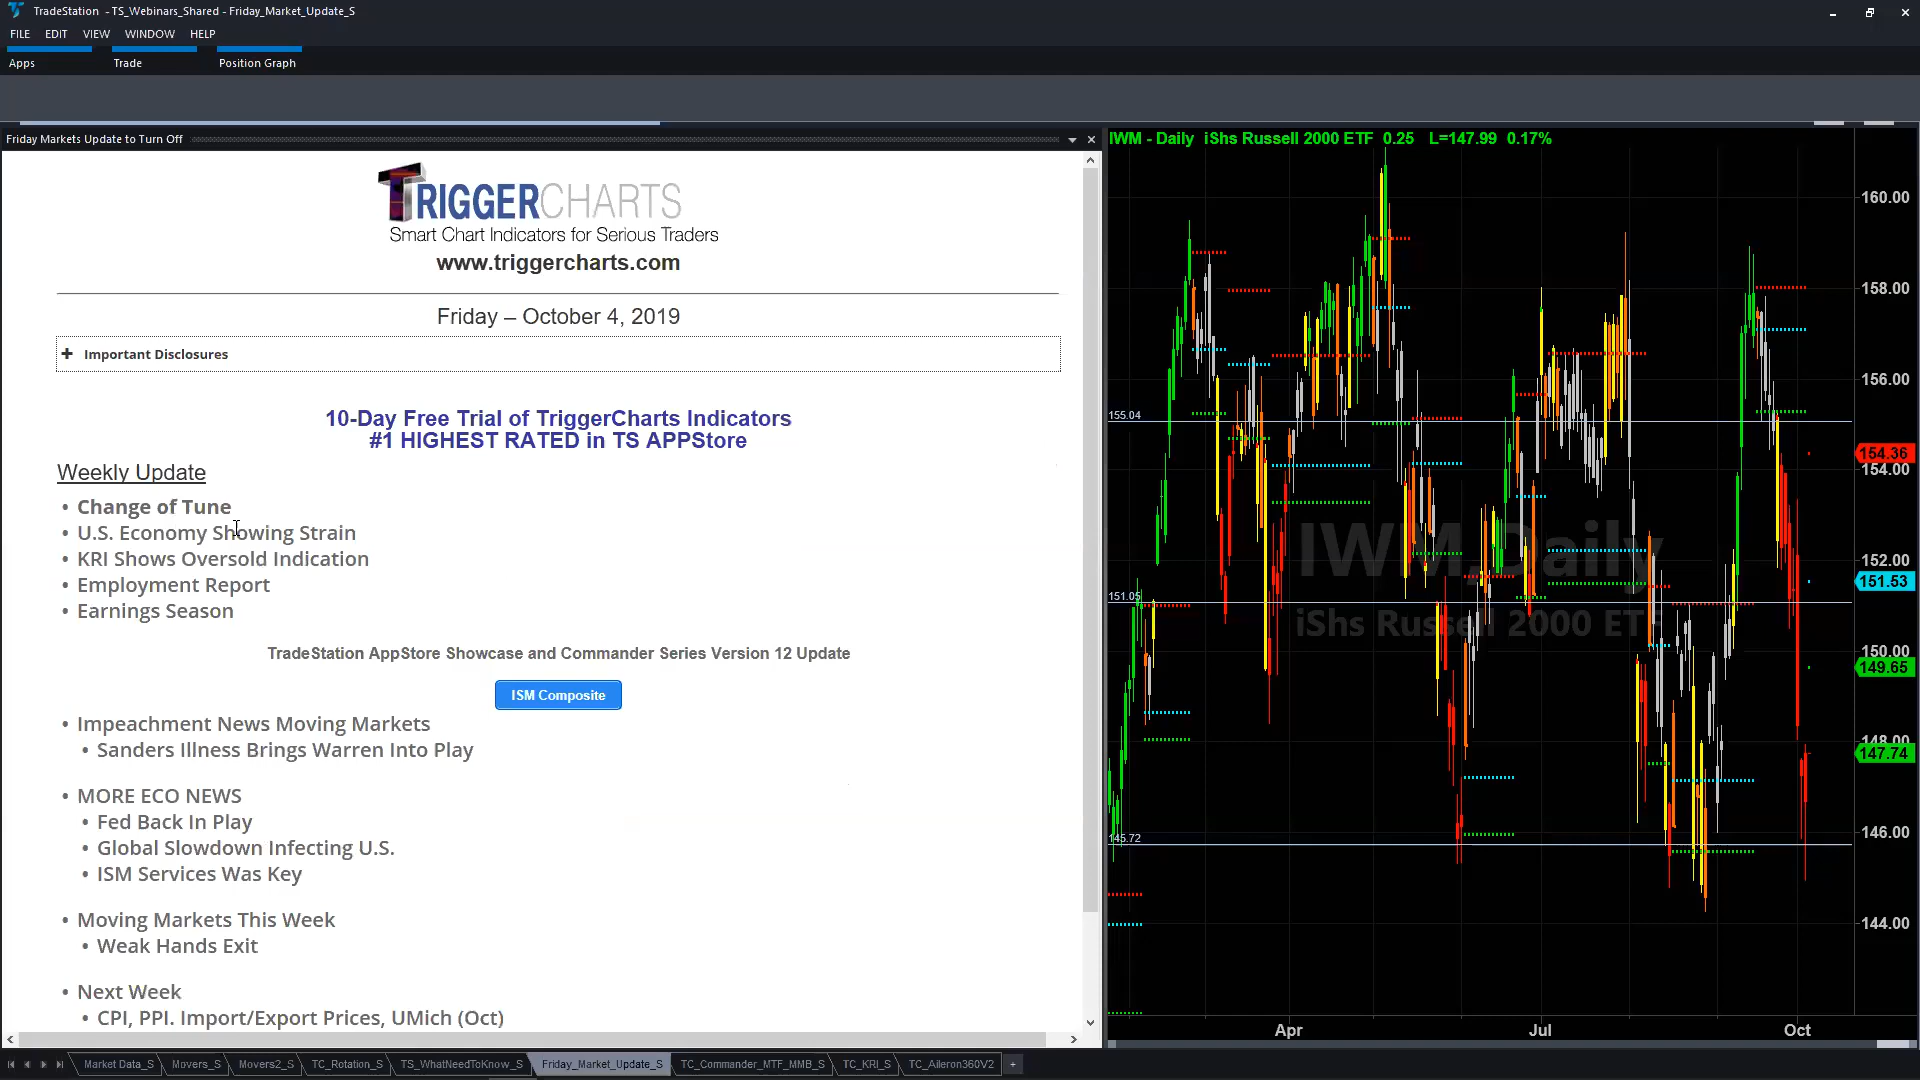 TradeStation - TS_Webinars_Shared - Friday_Market_Update_S
FILE EDIT VIEW WINDOW HELP
Apps Trade Position Graph
Friday Markets Update to Turn Off
TRIGGERCHARTS
Smart Chart Indicators for Serious Traders
www.triggercharts.com
Friday – October 4, 2019
+ Important Disclosures
10-Day Free Trial of TriggerCharts Indicators
#1 HIGHEST RATED in TS APPStore
Weekly Update
• Change of Tune
• U.S. Economy Showing Strain
• KRI Shows Oversold Indication
• Employment Report
• Earnings Season
TradeStation AppStore Showcase and Commander Series Version 12 Update
ISM Composite
• Impeachment News Moving Markets
• Sanders Illness Brings Warren Into Play
• MORE ECO NEWS
• Fed Back In Play
• Global Slowdown Infecting U.S.
• ISM Services Was Key
• Moving Markets This Week
• Weak Hands Exit
• Next Week
• CPI, PPI. Import/Export Prices, UMich (Oct)
IWM - Daily iShs Russell 2000 ETF 0.25 L=147.99 0.17%
160.00
158.00
156.00
155.04
154.36
154.00
152.00
151.53
151.05
150.00
149.65
148.00
147.74
146.00
145.72
144.00
IWM,Daily
iShs Russell 2000 ETF
Apr Jul Oct
Market Data_S Movers_S Movers2_S TC_Rotation_S TS_WhatNeedToKnow_S Friday_Market_Update_S TC_Commander_MTF_MMB_S TC_KRI_S TC_Aileron360V2 +